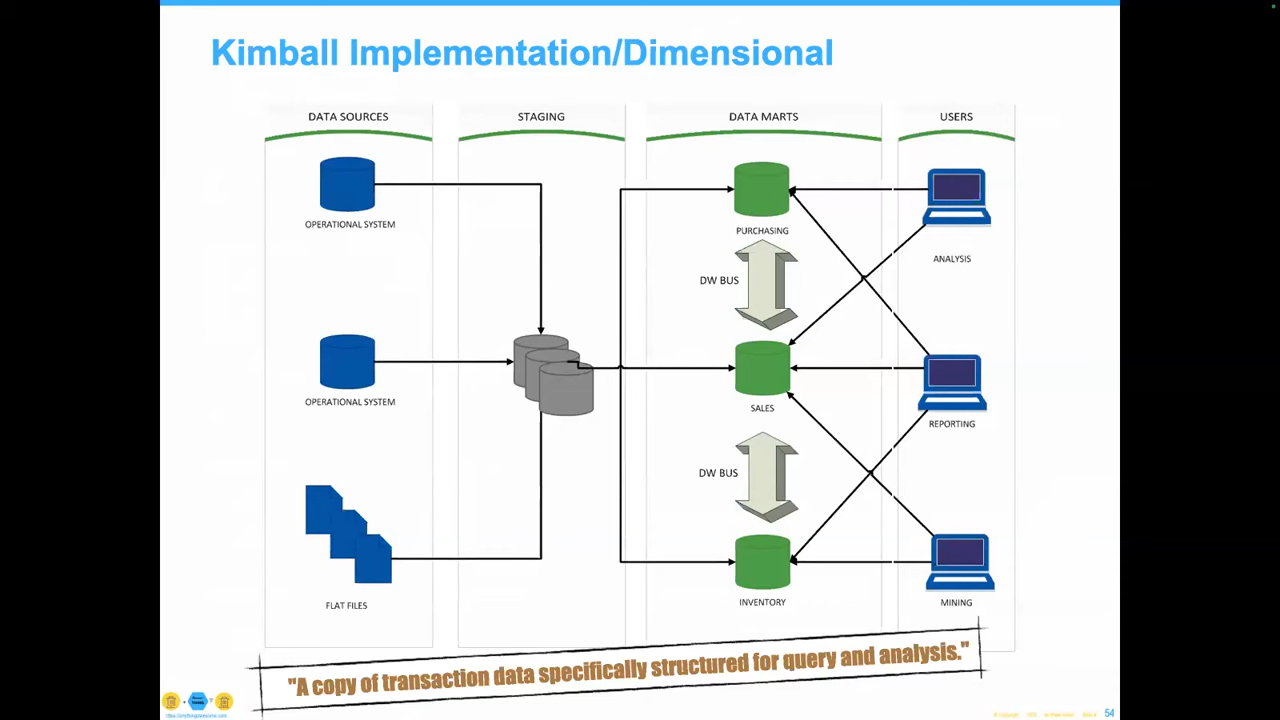 Kimball Implementation/Dimensional
DATA SOURCES
STAGING
DATA MARTS
USERS
OPERATIONAL SYSTEM
PURCHASING
ANALYSIS
DW BUS
OPERATIONAL SYSTEM
SALES
REPORTING
DW BUS
FLAT FILES
INVENTORY
MINING
"A copy of transaction data specifically structured for query and analysis."
54